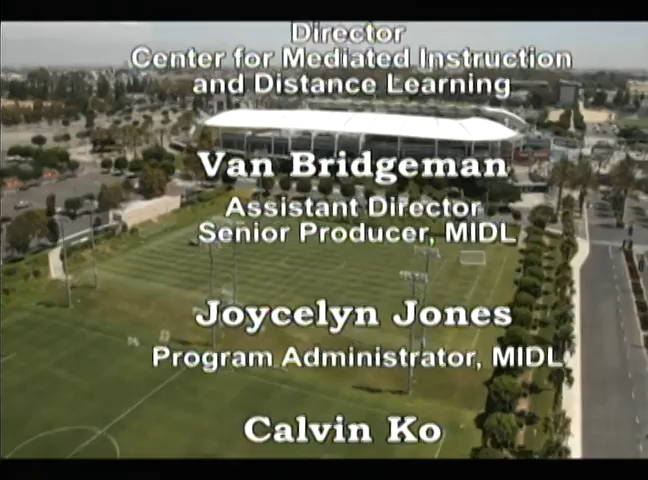 Director
Center for Mediated Instruction
and Distance Learning
Van Bridgeman
Assistant Director
Senior Producer, MIDL
Joycelyn Jones
Program Administrator, MIDL
Calvin Ko